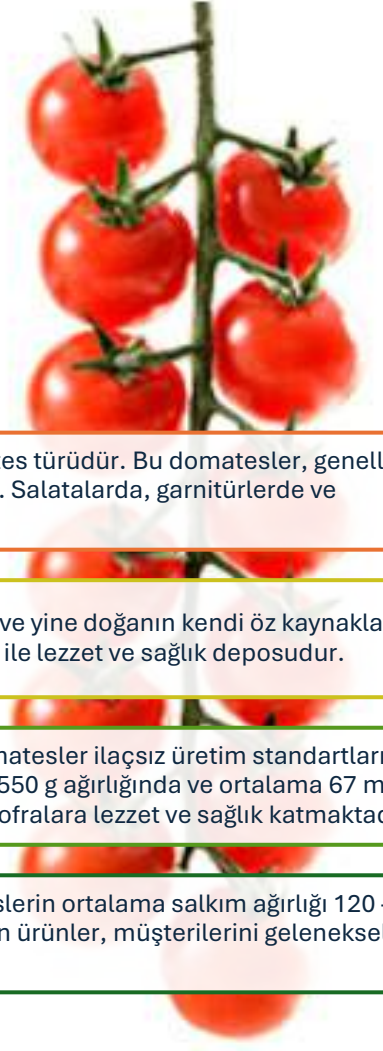 es türüdür. Bu domatesler, genell
. Salatalarda, garnitürlerde ve
ve yine doğanın kendi öz kaynakla
ile lezzet ve sağlık deposudur.
natesler ilaçsız üretim standartları
550 g ağırlığında ve ortalama 67 m
ofralara lezzet ve sağlık katmaktad
slerin ortalama salkım ağırlığı 120 -
n ürünler, müşterilerini geleneksel